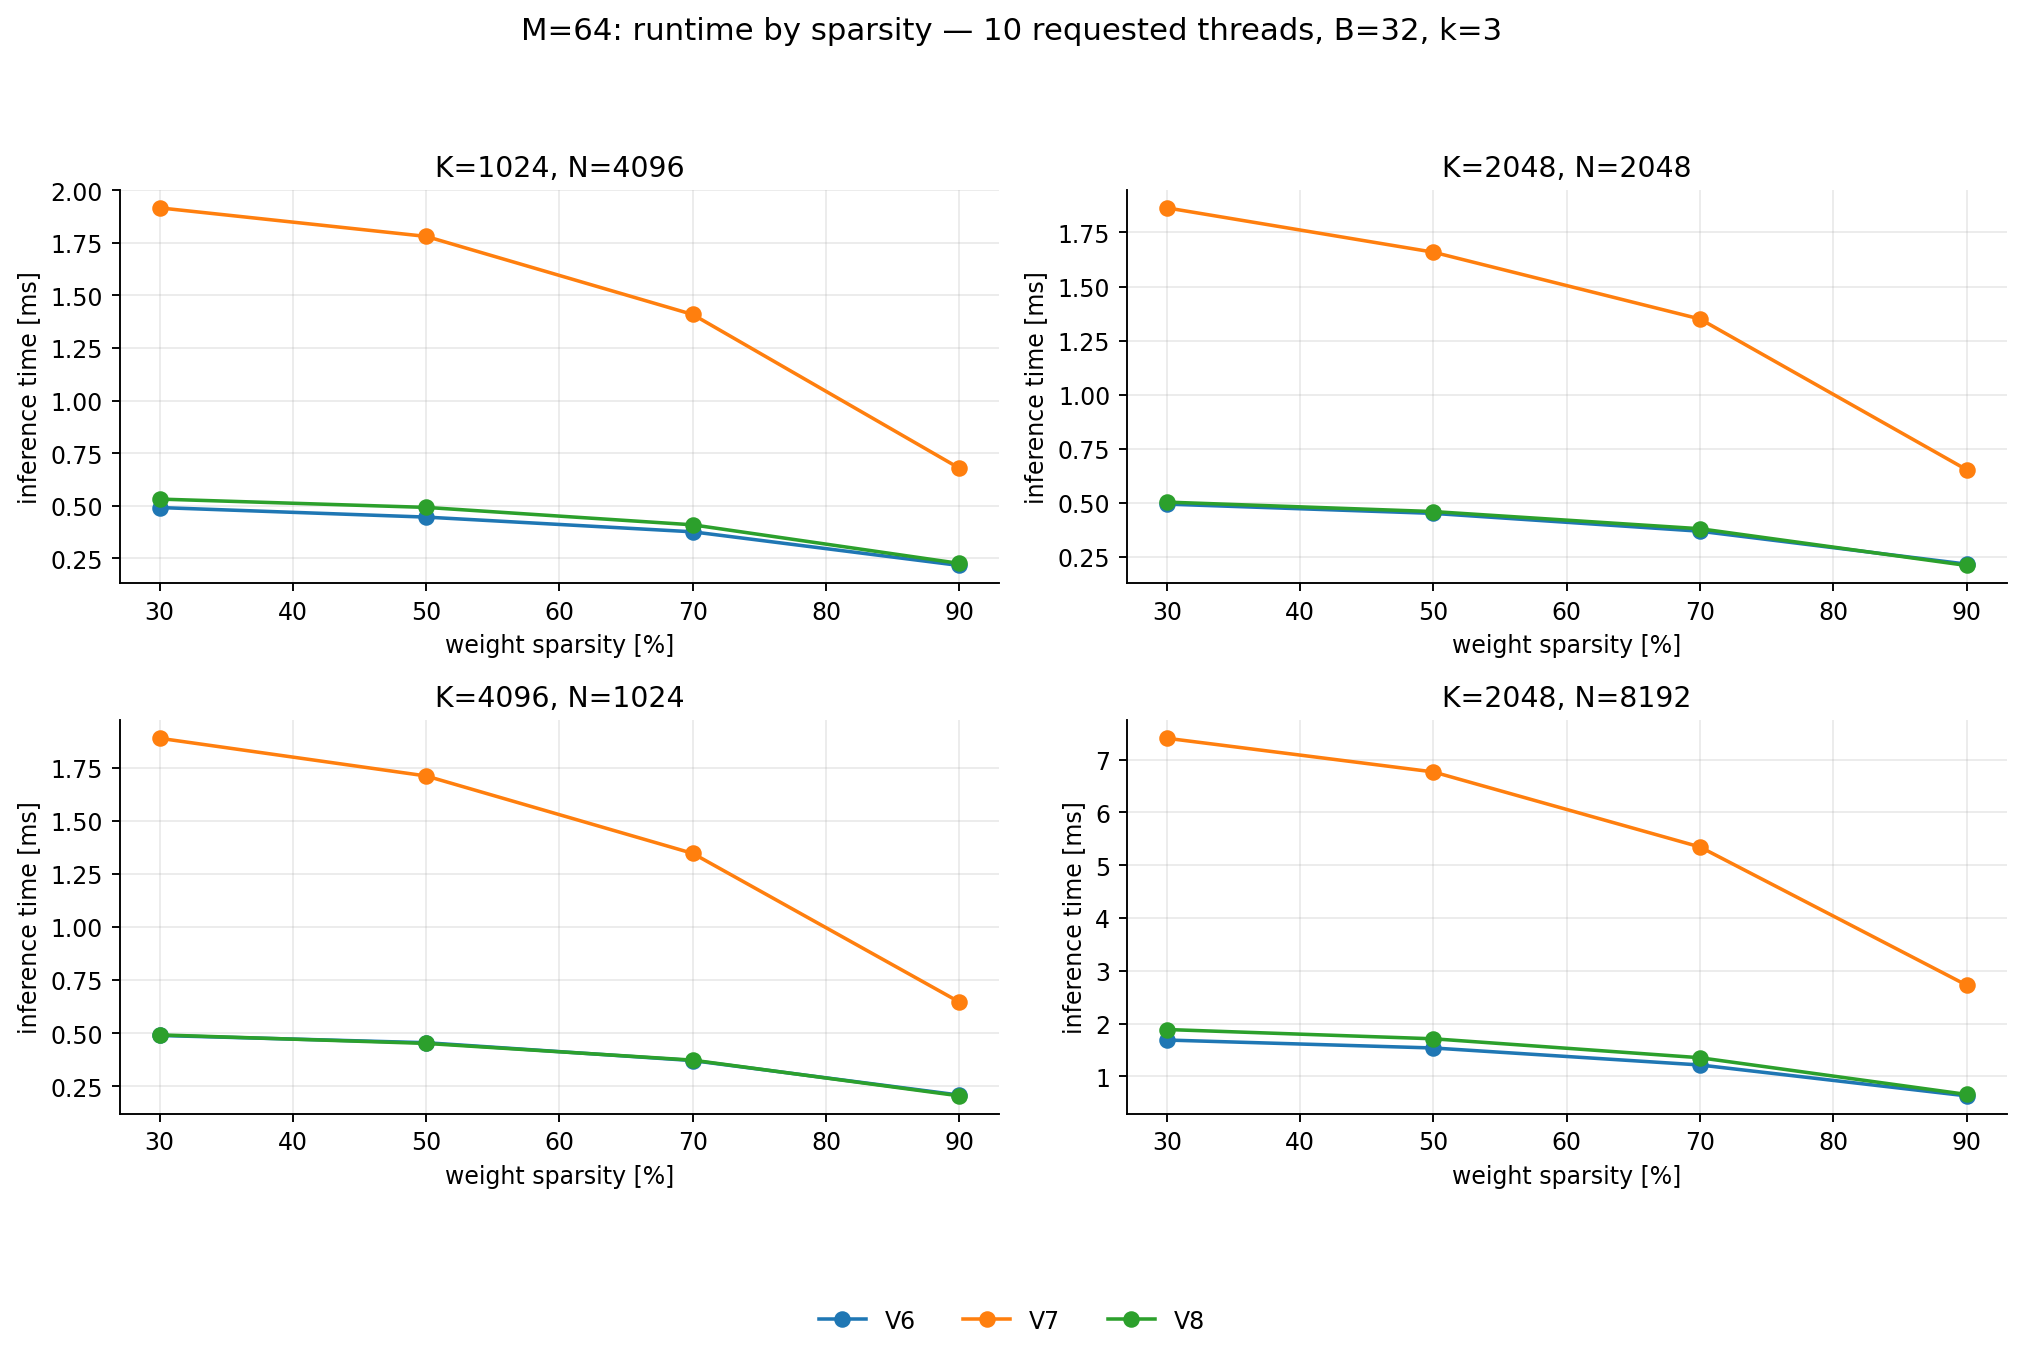 M=64: runtime by sparsity — 10 requested threads, B=32, k=3
K=1024, N=4096
2.00
1.75
1.50
1.25
1.00
0.75
0.50
0.25
inference time [ms]
30 40 50 60 70 80 90
weight sparsity [%]
K=2048, N=2048
1.75
1.50
1.25
1.00
0.75
0.50
0.25
inference time [ms]
30 40 50 60 70 80 90
weight sparsity [%]
K=4096, N=1024
1.75
1.50
1.25
1.00
0.75
0.50
0.25
inference time [ms]
30 40 50 60 70 80 90
weight sparsity [%]
K=2048, N=8192
7
6
5
4
3
2
1
inference time [ms]
30 40 50 60 70 80 90
weight sparsity [%]
V6 V7 V8